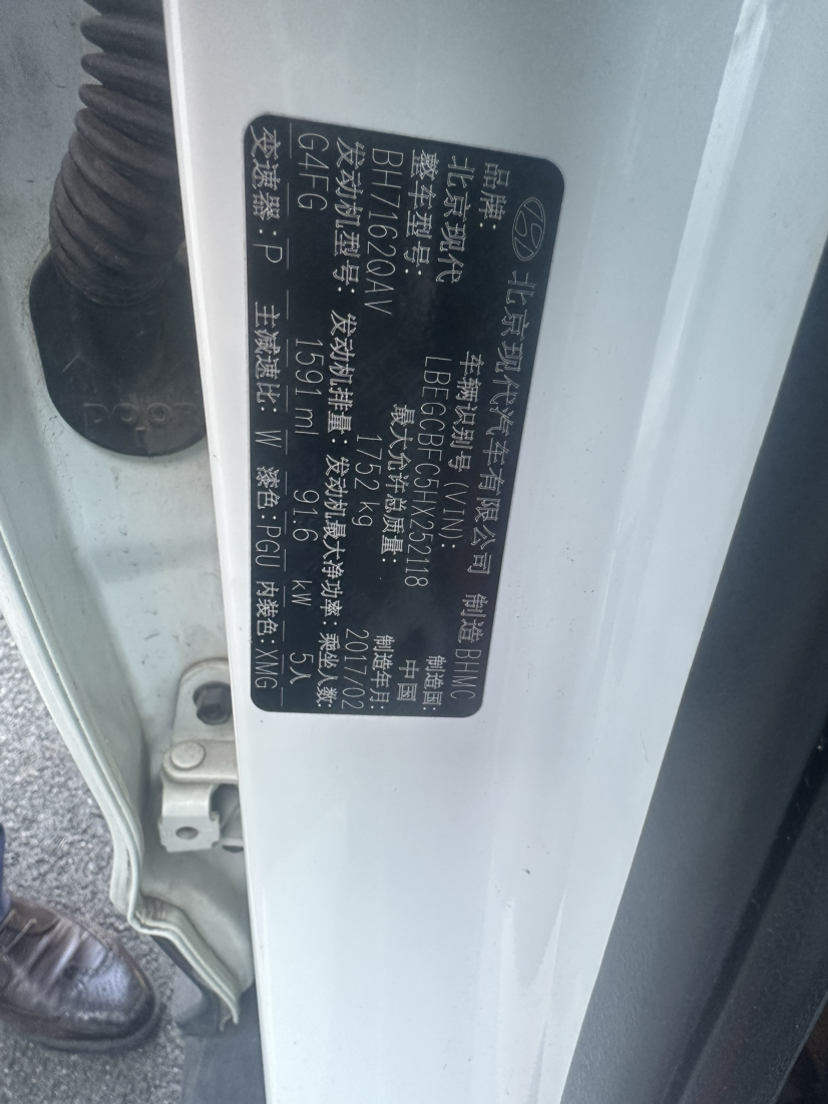 北京现代汽车有限公司 制造BHMC
品牌: 车辆识别号(VIN): 制造国:
北京现代 LBEGCBFC5HX252118 中国
整车型号: 最大允许总质量: 制造年月:
BH7162QAV 1752 kg 2017/02
发动机型号: 发动机排量: 发动机最大净功率: 乘坐人数:
G4FG 1591 ml 91.6 kW 5人
变速器: P 主减速比: W 漆色: PGU 内装色: XMG